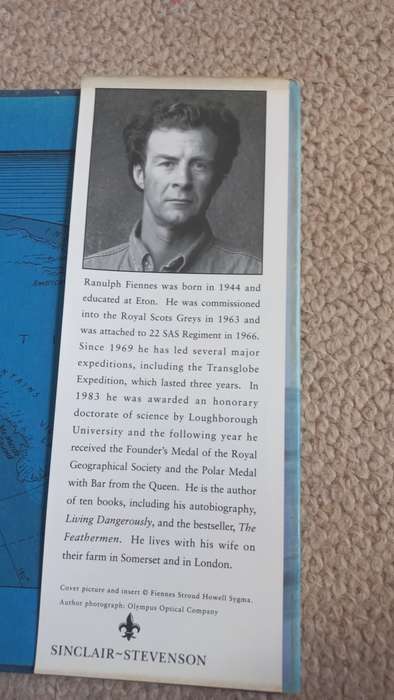 Ranulph Fiennes was born in 1944 and
educated at Eton. He was commissioned
into the Royal Scots Greys in 1963 and
was attached to 22 SAS Regiment in 1966.
Since 1969 he has led several major
expeditions, including the Transglobe
Expedition, which lasted three years. In
1983 he was awarded an honorary
doctorate of science by Loughborough
University and the following year he
received the Founder's Medal of the Royal
Geographical Society and the Polar Medal
with Bar from the Queen. He is the author
of ten books, including his autobiography,
Living Dangerously, and the bestseller, The
Feathermen. He lives with his wife on
their farm in Somerset and in London.
Cover picture and insert © Fiennes Stroud Howell Sygma.
Author photograph: Olympus Optical Company
SINCLAIR~STEVENSON